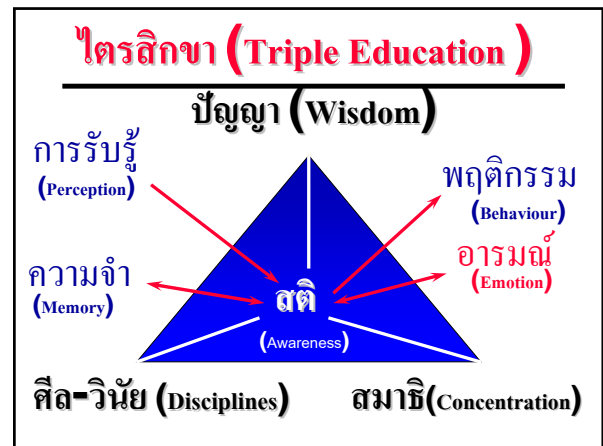 ไตรสิกขา (Triple Education )
ปัญญา (Wisdom)
การรับรู้
(Perception)
พฤติกรรม
(Behaviour)
อารมณ์
(Emotion)
ความจำ
(Memory)
สติ
(Awareness)
ศีล-วินัย (Disciplines)
สมาธิ(Concentration)